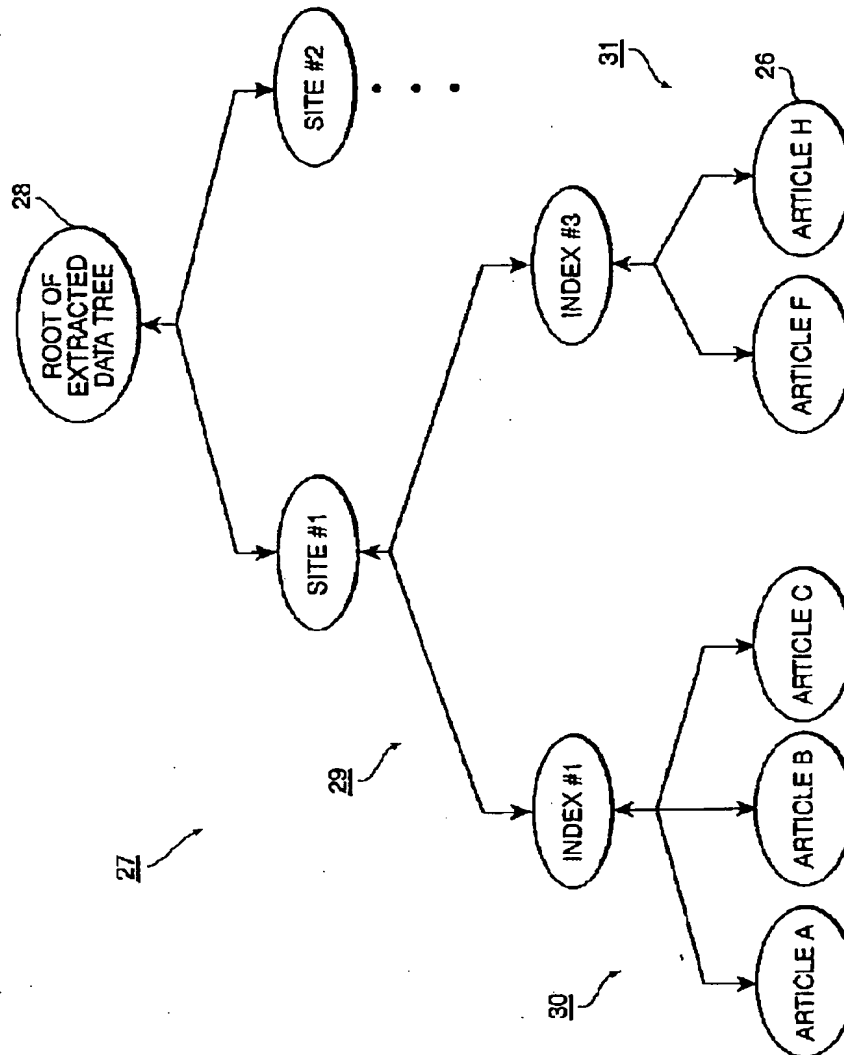 28
ROOT OF
EXTRACTED
DATA TREE
27
SITE #1
SITE #2
29
INDEX #1
INDEX #3
30
31
26
ARTICLE A
ARTICLE B
ARTICLE C
ARTICLE F
ARTICLE H